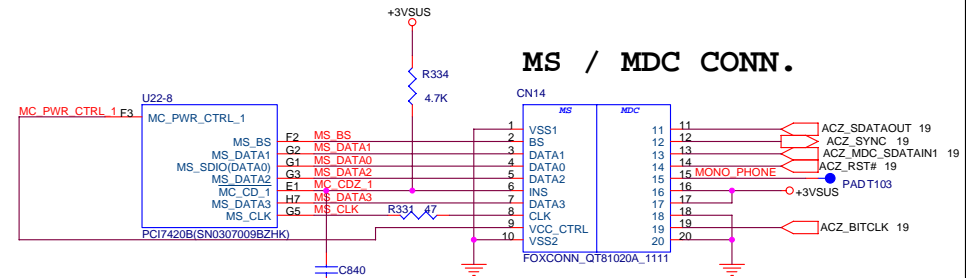 +3VSUS
MS / MDC CONN.
R334
4.7K
U22-8
CN14
MC_PWR_CTRL_1 F3 MC_PWR_CTRL_1
MS MDC
1 VSS1 11 11 ACZ_SDATAOUT 19
MS_BS F2 MS_BS 2 BS 12 12 ACZ_SYNC 19
MS_DATA1 G2 MS_DATA1 3 DATA1 13 13 ACZ_MDC_SDATAIN1 19
MS_SDIO(DATA0) G1 MS_DATA0 4 DATA0 14 14 ACZ_RST# 19
MS_DATA2 G3 MS_DATA2 5 DATA2 15 15 MONO_PHONE PADT103
MC_CD_1 E1 MC_CDZ_1 6 INS 16 16 +3VSUS
MS_DATA3 H7 MS_DATA3 7 DATA3 17 17
MS_CLK G5 MS_CLK R331 47 8 CLK 18 18
9 VCC_CTRL 19 19 ACZ_BITCLK 19
10 VSS2 20 20
PCI7420B(SN0307009BZHK)
FOXCONN_QT81020A_1111
C840